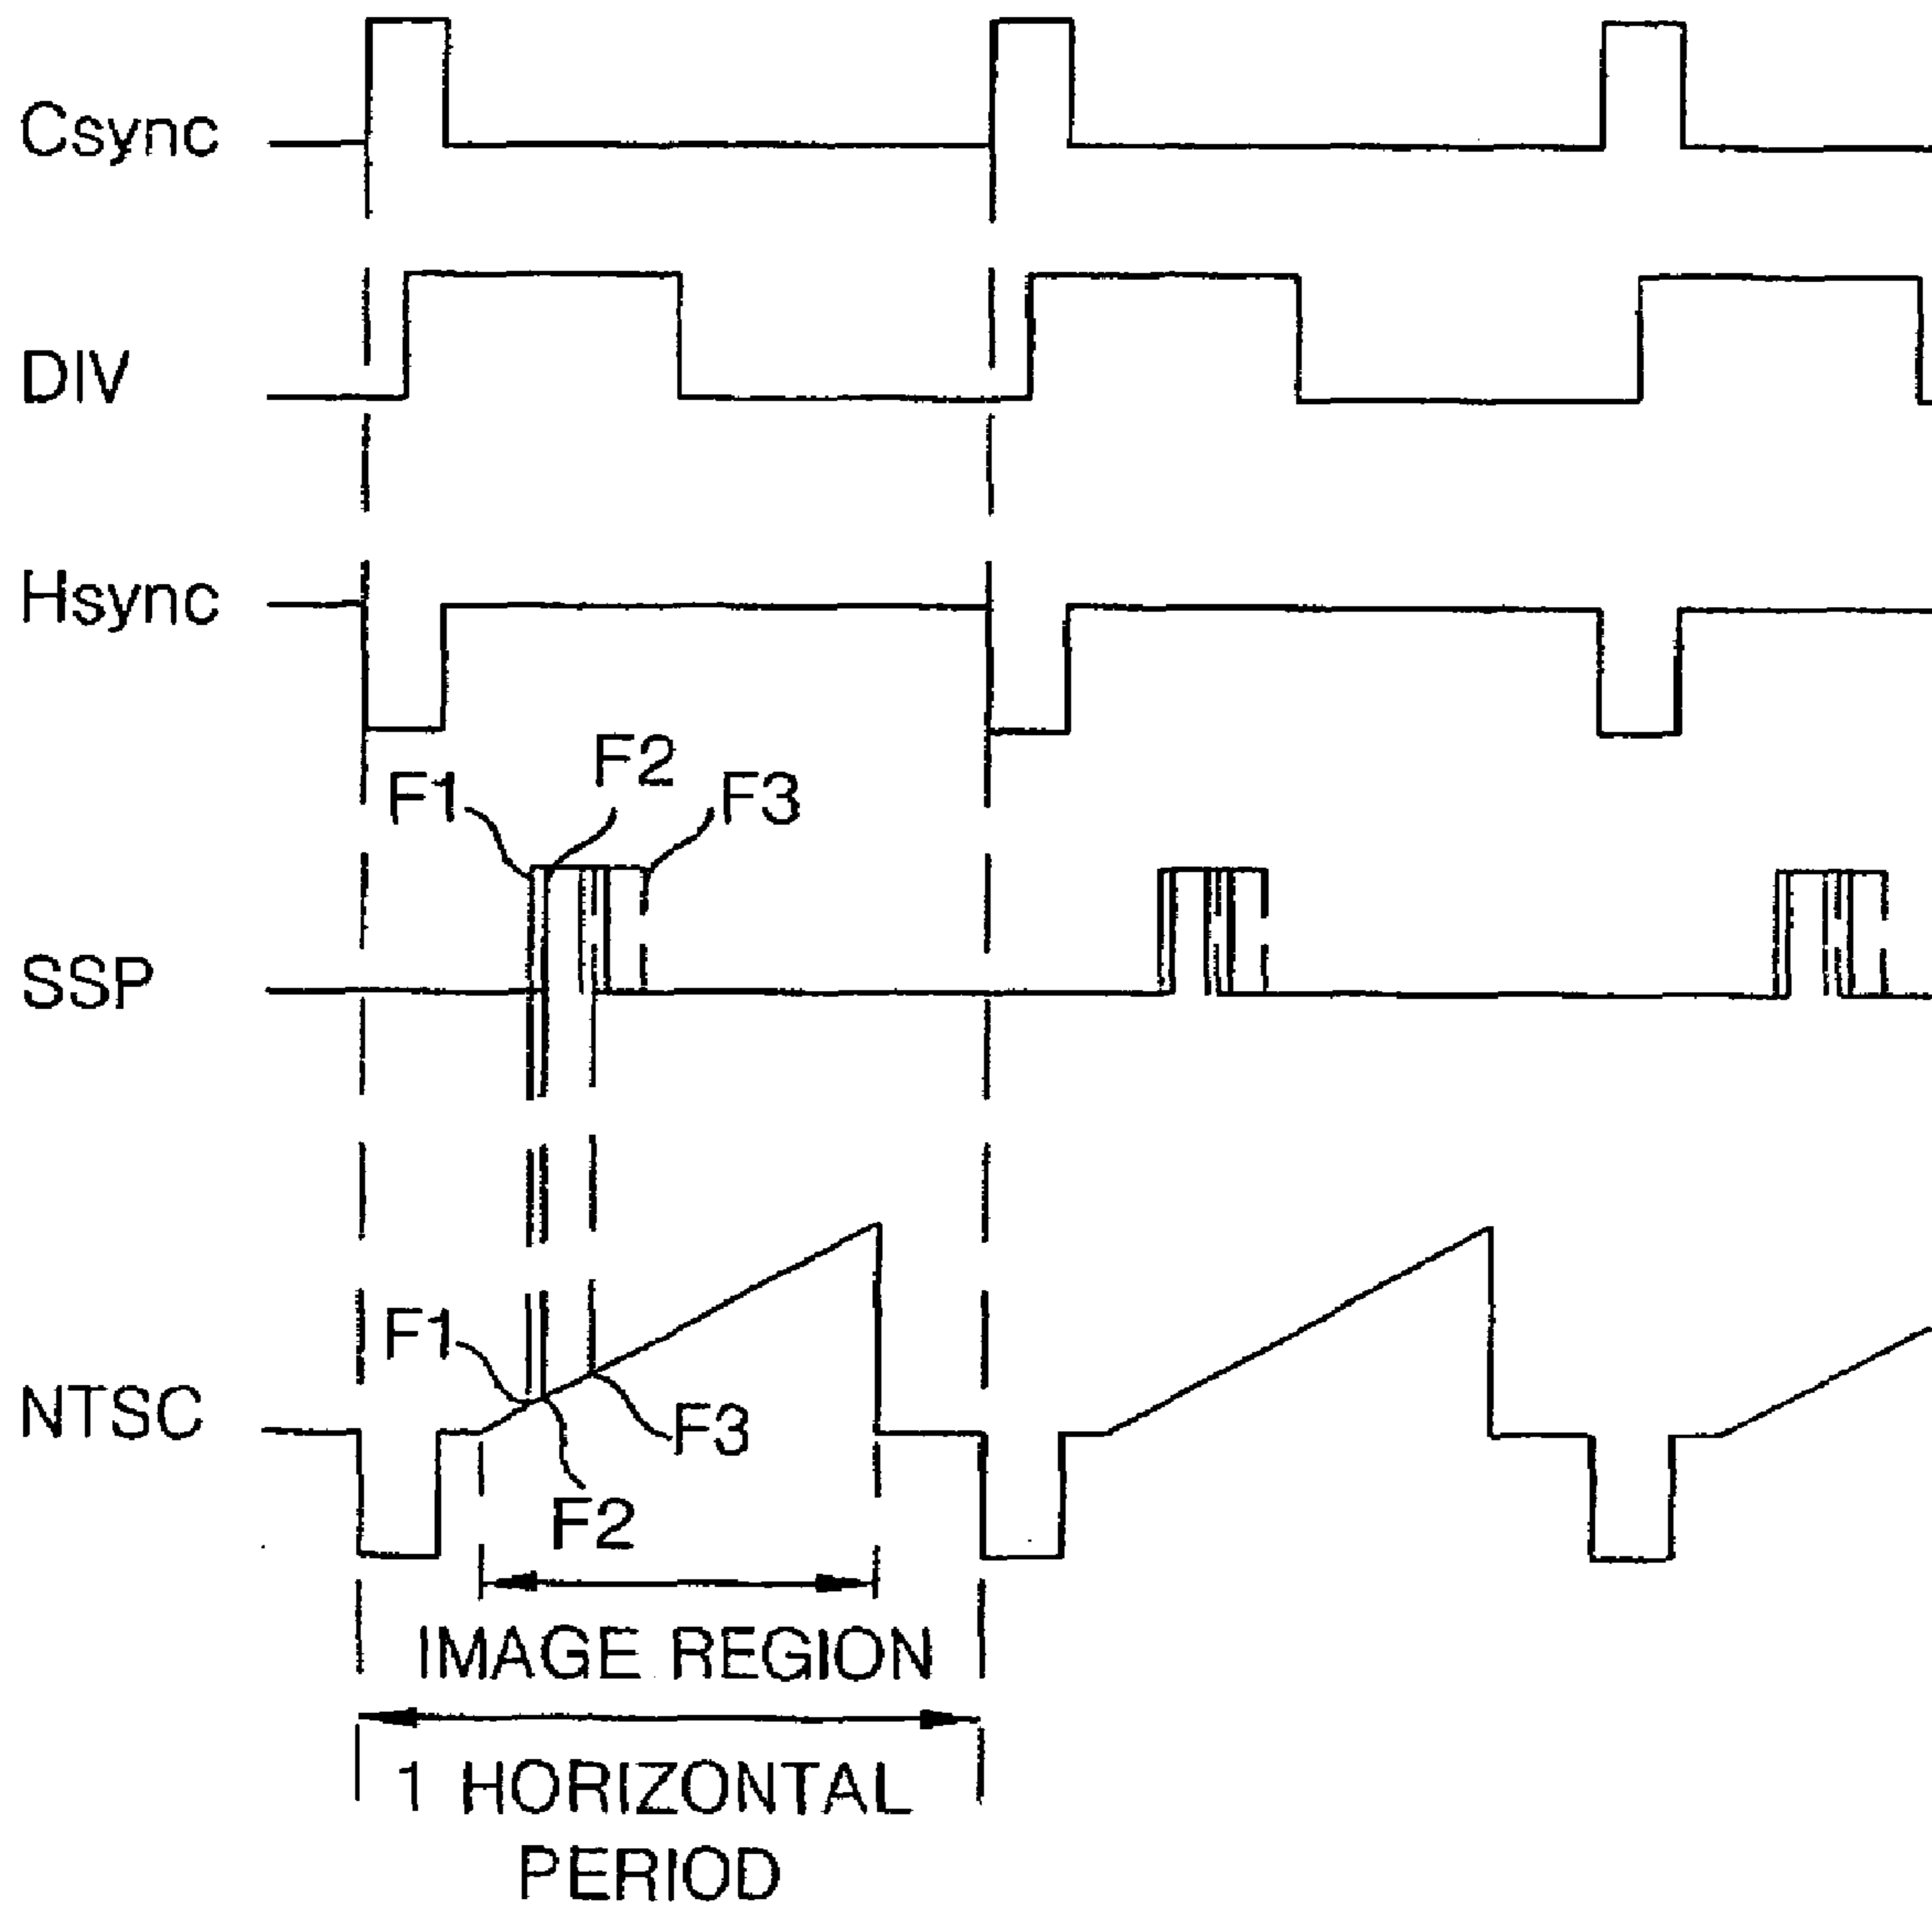 Csync
DIV
Hsync
F1
F2
F3
SSP
F1
NTSC
F3
F2
IMAGE REGION
1 HORIZONTAL
PERIOD